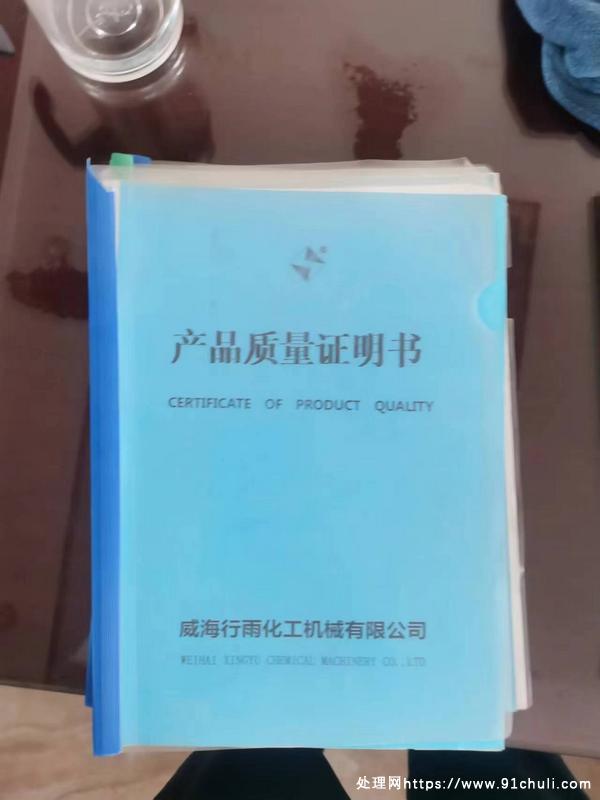 产品质量证明书
CERTIFICATE OF PRODUCT QUALITY
威海行雨化工机械有限公司
WEIHAI XINGYU CHEMICAL MACHINERY CO.,LTD
处理网https://www.91chuli.com